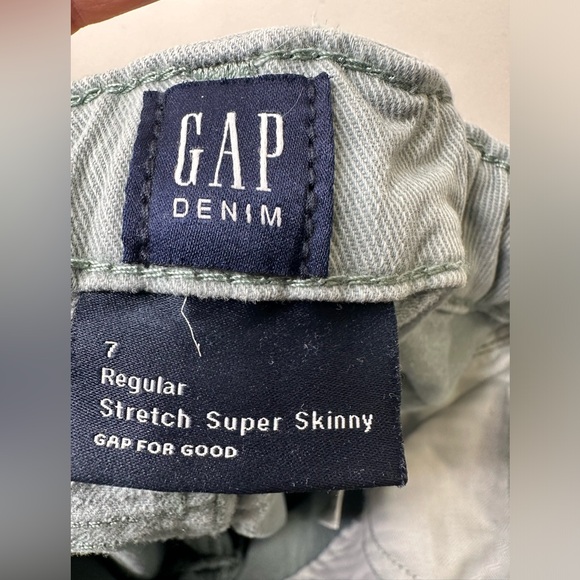 GAP
DENIM
7
Regular
Stretch Super Skinny
GAP FOR GOOD